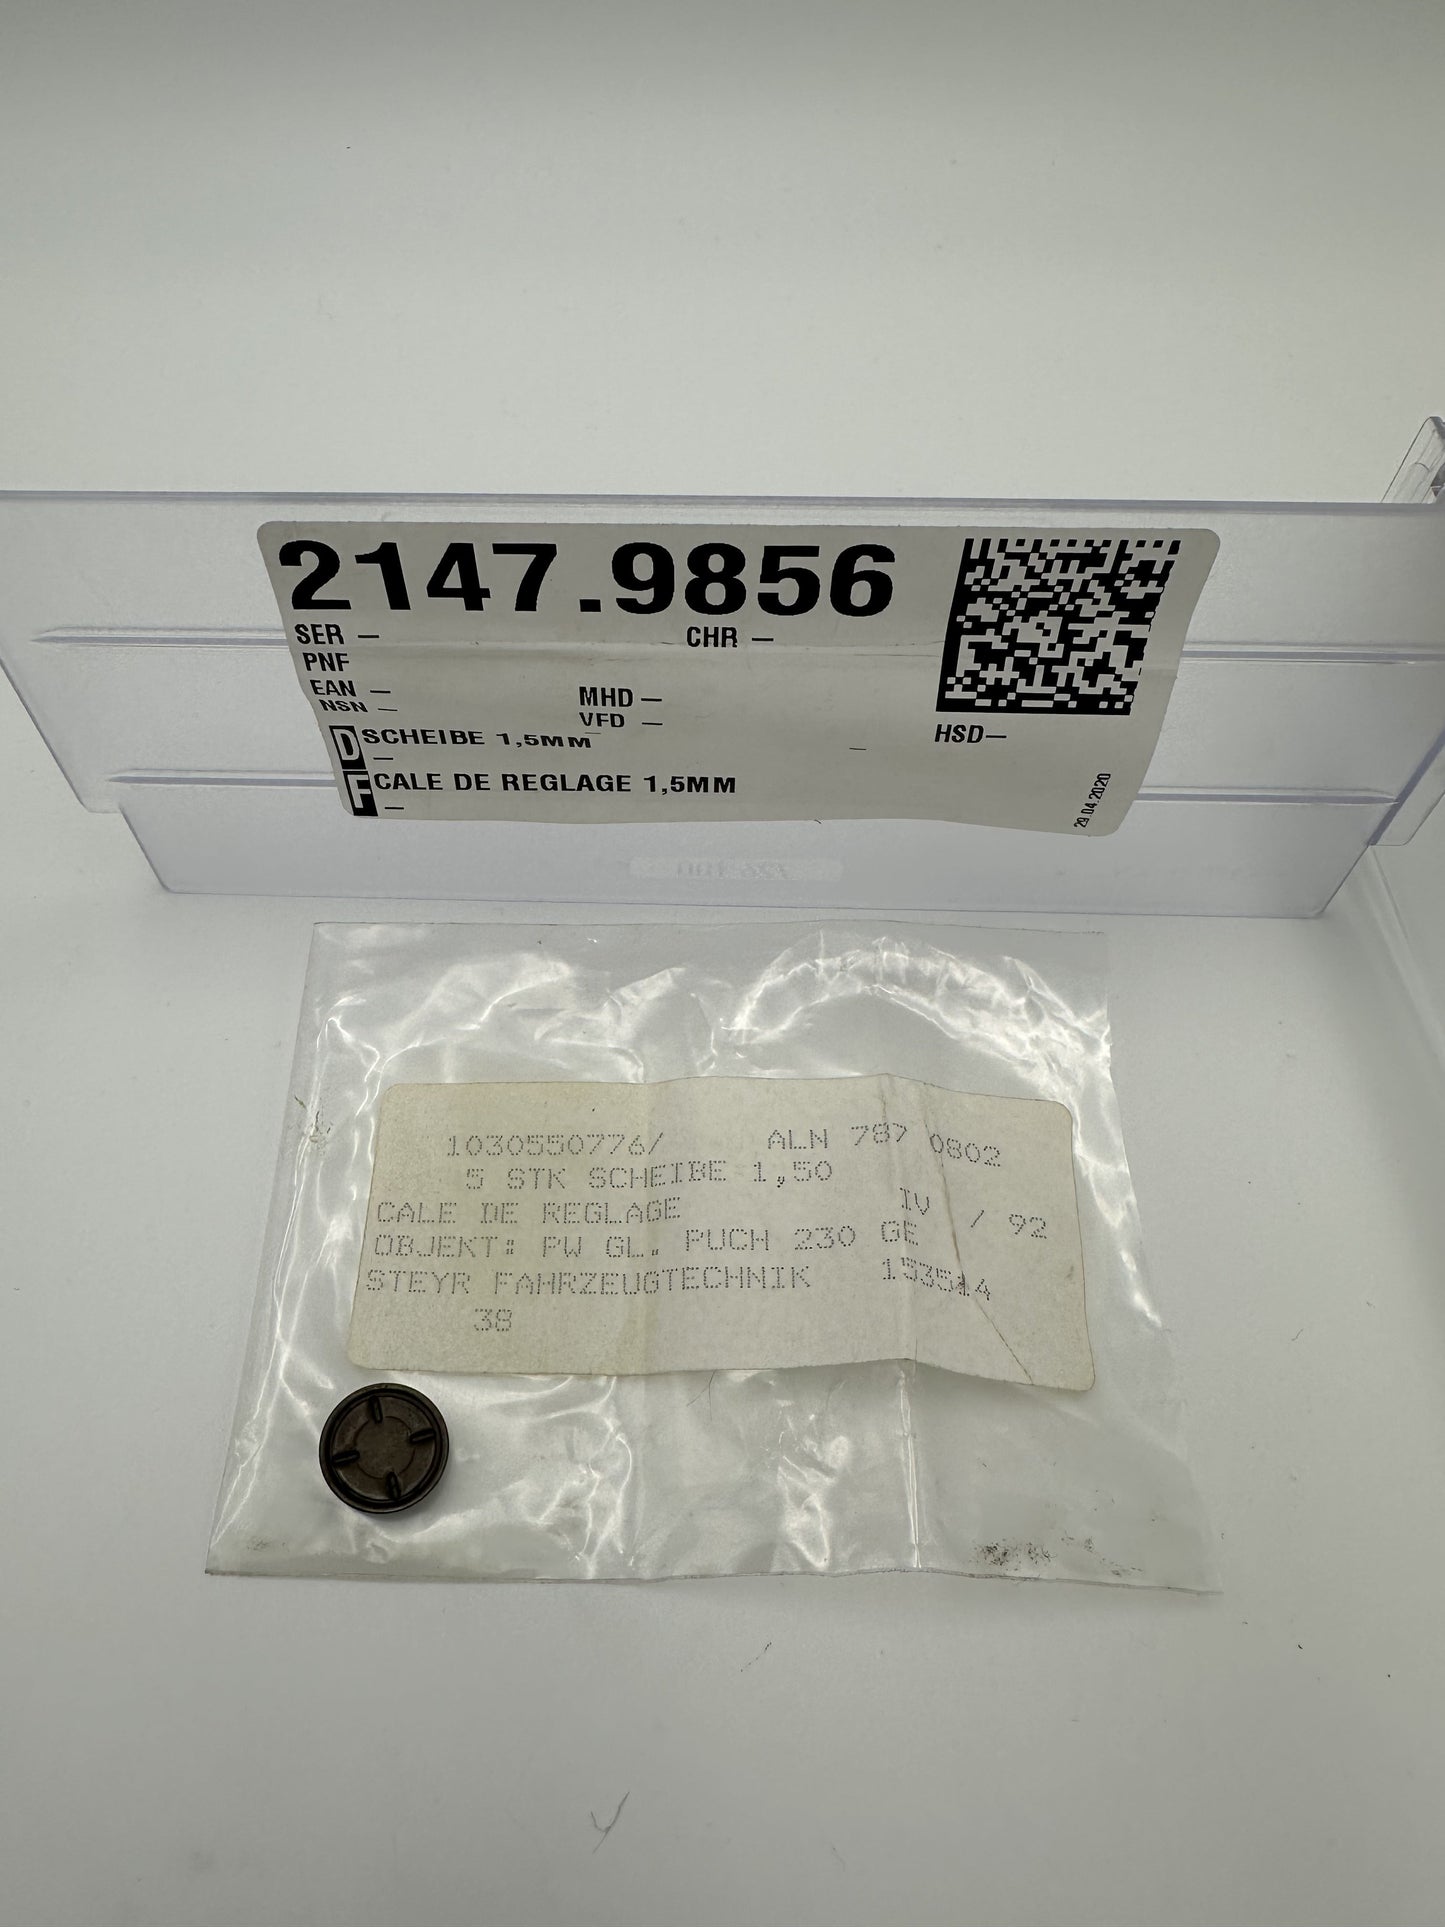 2147.9856
SER — CHR —
PNF
EAN —
NSN —
MHD —
VFD —
HSD—
D SCHEIBE 1,5MM
—
F CALE DE REGLAGE 1,5MM
—
29.04.2020
1030550776/ ALN 787 0802
5 STK SCHEIBE 1,50
CALE DE REGLAGE IV / 92
OBJEKT: PW GL. PUCH 230 GE
STEYR FAHRZEUGTECHNIK 153514
38